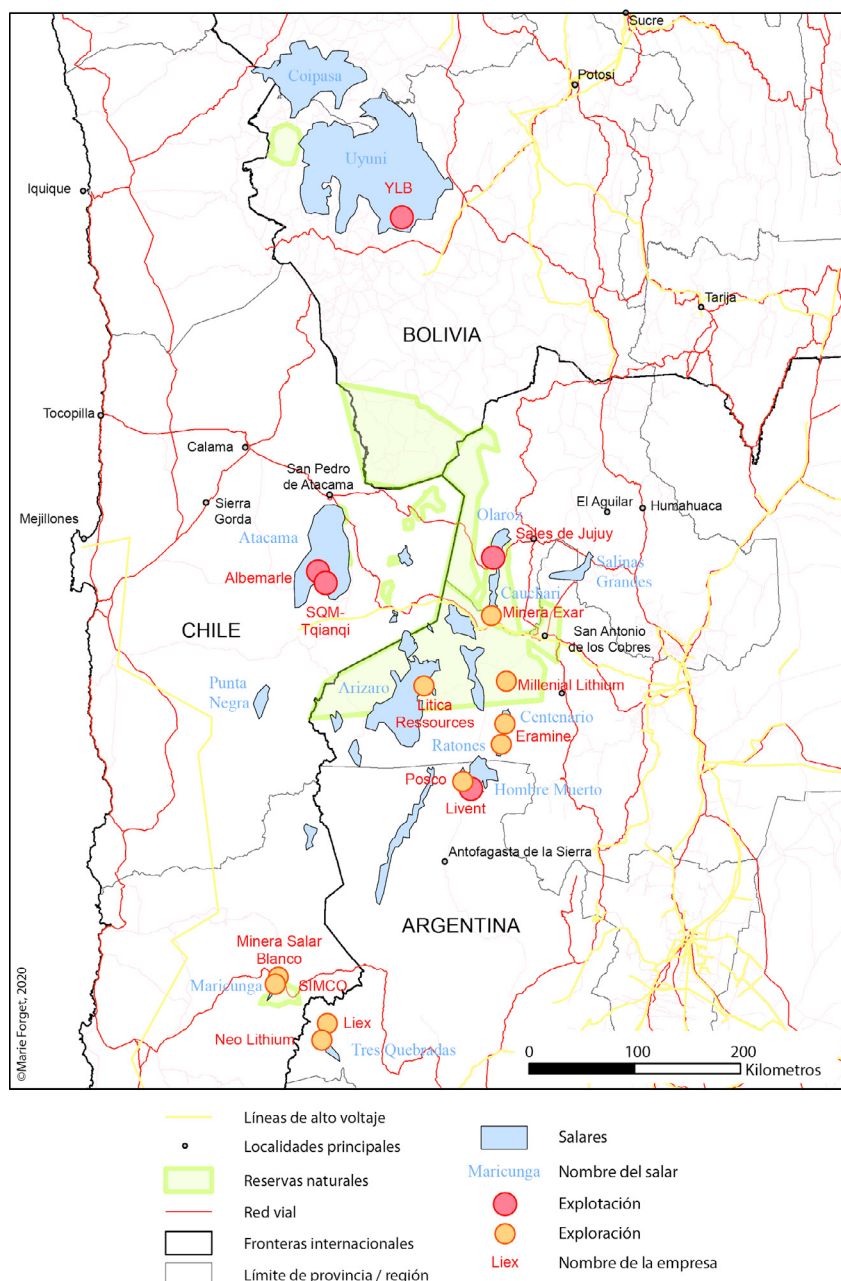 Sucre
Coipasa
Potosi
Uyuni
Iquique
YLB
Tarija
BOLIVIA
Tocopilla
Calama
San Pedro
de Atacama
Sierra
Gorda
El Aguilar
Humahuaca
Mejillones
Atacama
Olaroz
Sales de Jujuy
Salinas
Grandes
Albemarle
Cauchari
SQM-
Tqianqi
Minera Exar
CHILE
San Antonio
de los Cobres
Punta
Negra
Arizaro
Litica
Ressources
Millenial Lithium
Centenario
Eramine
Ratones
Posco
Hombre Muerto
Livent
Antofagasta de la Sierra
ARGENTINA
Minera Salar
Blanco
Maricunga
SIMCO
Liex
Neo Lithium
Tres Quebradas
0 100 200
Kilometros
©Marie Forget, 2020
Líneas de alto voltaje
Localidades principales
Reservas naturales
Red vial
Fronteras internacionales
Límite de provincia / región
Salares
Maricunga Nombre del salar
Explotación
Exploración
Liex Nombre de la empresa